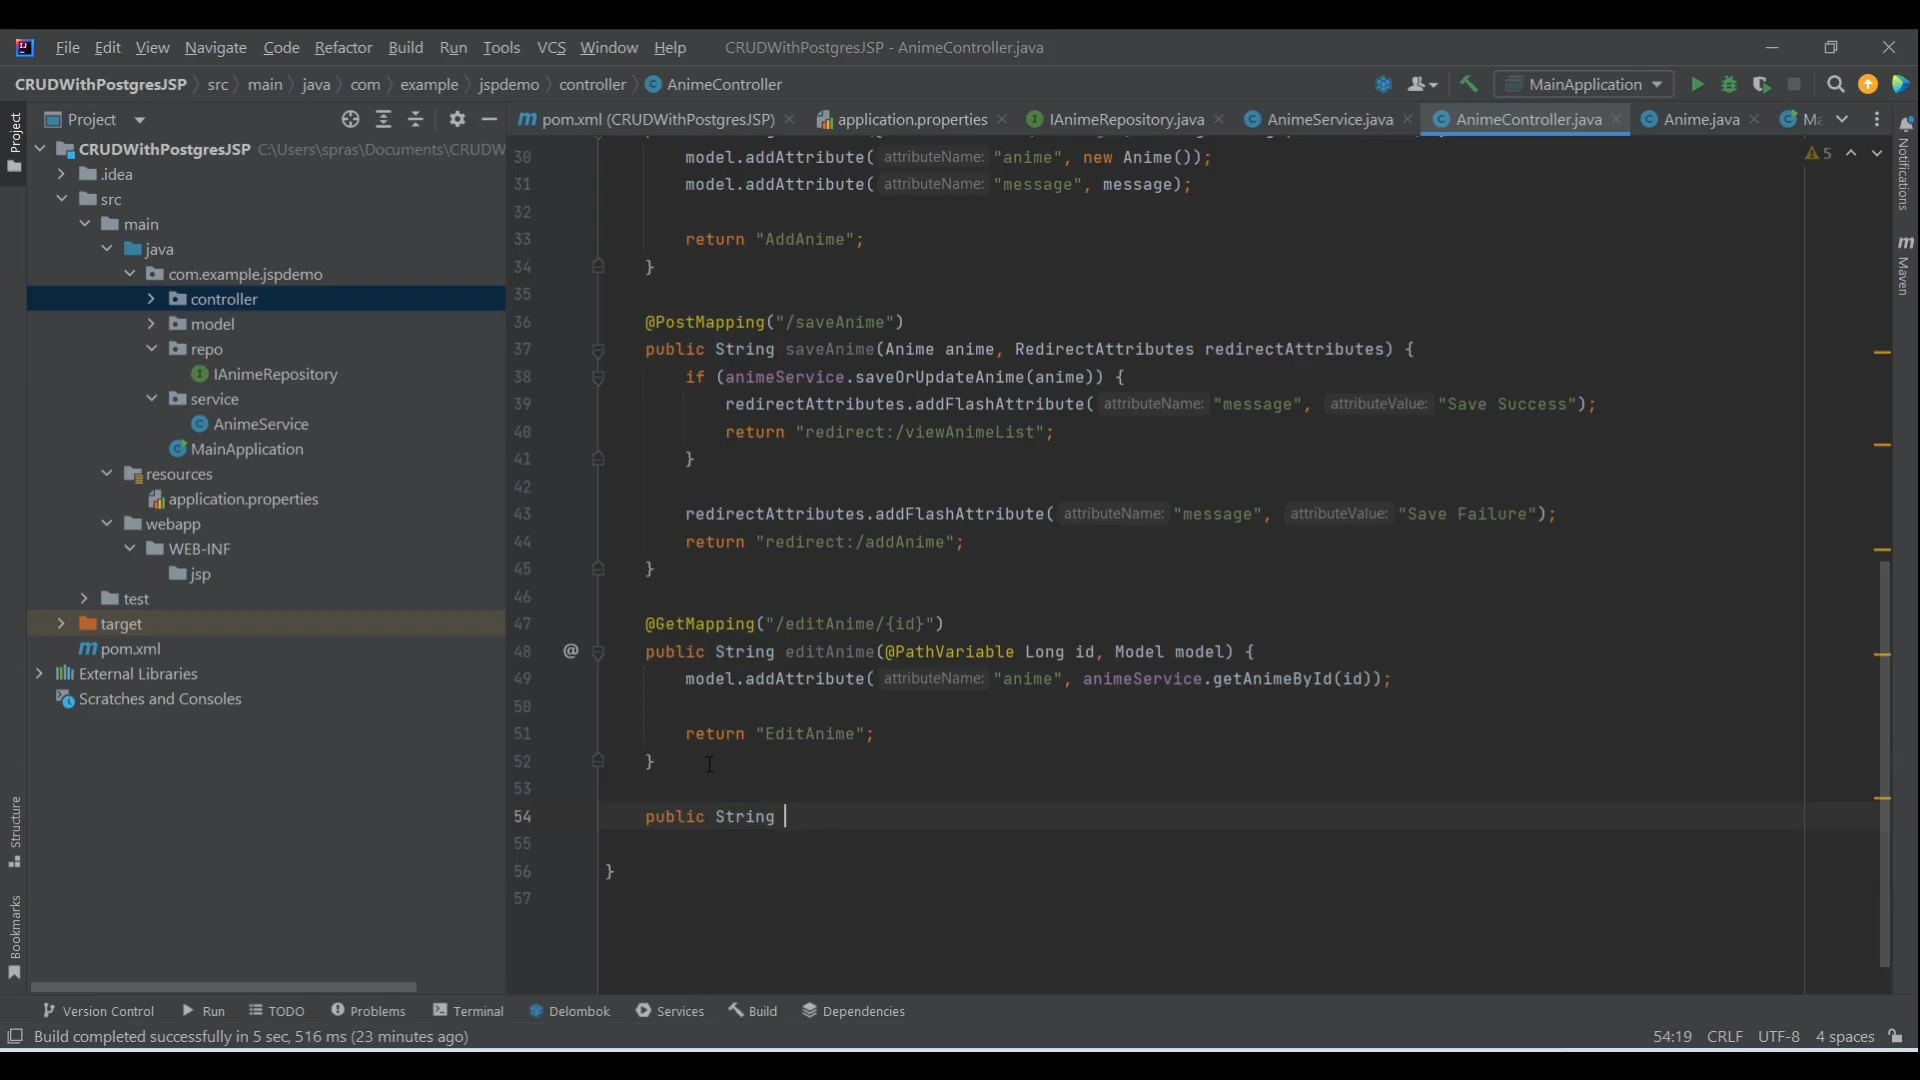 File Edit View Navigate Code Refactor Build Run Tools VCS Window Help CRUDWithPostgresJSP - AnimeController.java
CRUDWithPostgresJSP src main java com example jspdemo controller AnimeController MainApplication
Project
pom.xml (CRUDWithPostgresJSP) application.properties IAnimeRepository.java AnimeService.java AnimeController.java Anime.java
Project
CRUDWithPostgresJSP C:\Users\spras\Documents\CRUDW
.idea
src
main
java
com.example.jspdemo
controller
model
repo
IAnimeRepository
service
AnimeService
MainApplication
resources
application.properties
webapp
WEB-INF
jsp
test
target
pom.xml
External Libraries
Scratches and Consoles
Structure
Bookmarks
30 model.addAttribute( attributeName: "anime", new Anime());
31 model.addAttribute( attributeName: "message", message);
32
33 return "AddAnime";
34 }
35
36 @PostMapping("/saveAnime")
37 public String saveAnime(Anime anime, RedirectAttributes redirectAttributes) {
38 if (animeService.saveOrUpdateAnime(anime)) {
39 redirectAttributes.addFlashAttribute( attributeName: "message", attributeValue: "Save Success");
40 return "redirect:/viewAnimeList";
41 }
42
43 redirectAttributes.addFlashAttribute( attributeName: "message", attributeValue: "Save Failure");
44 return "redirect:/addAnime";
45 }
46
47 @GetMapping("/editAnime/{id}")
48 @ public String editAnime(@PathVariable Long id, Model model) {
49 model.addAttribute( attributeName: "anime", animeService.getAnimeById(id));
50
51 return "EditAnime";
52 }
53
54 public String
55
56 }
57
5
Notifications
m
Maven
Version Control Run TODO Problems Terminal Delombok Services Build Dependencies
Build completed successfully in 5 sec, 516 ms (23 minutes ago) 54:19 CRLF UTF-8 4 spaces